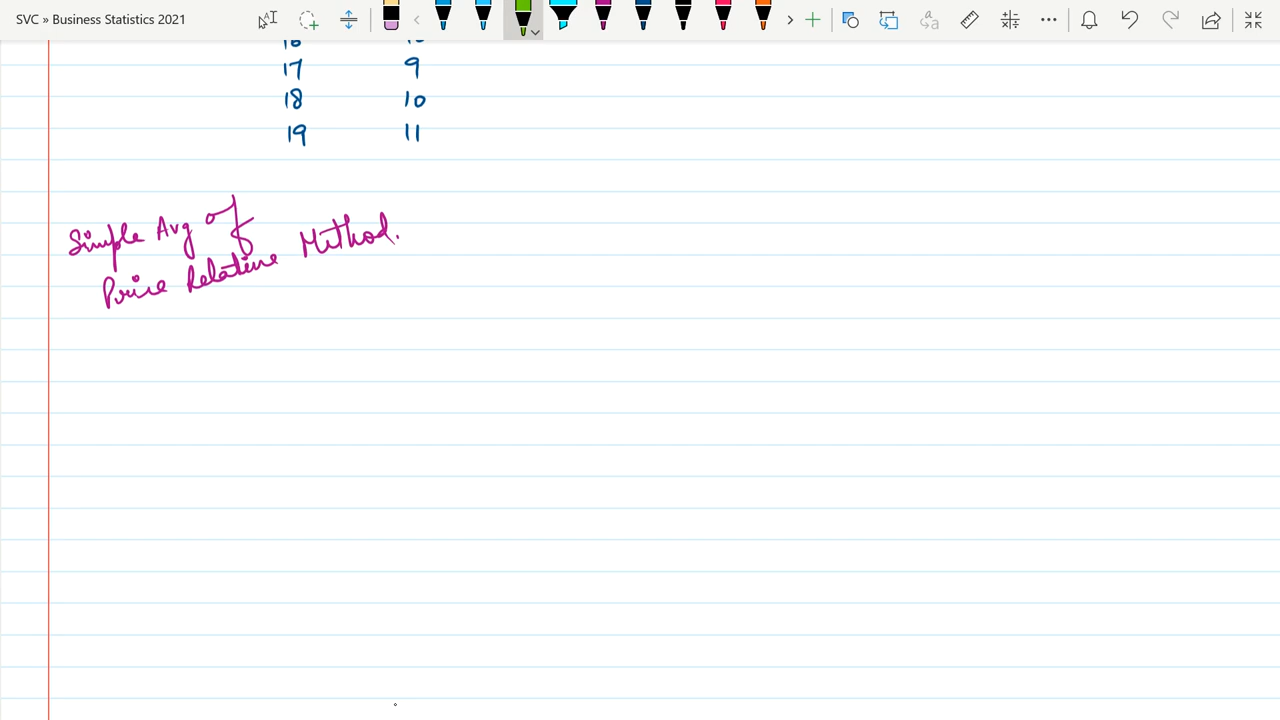 SVC » Business Statistics 2021
17 9
18 10
19 11
Simple Avg of
Price Relative Method.